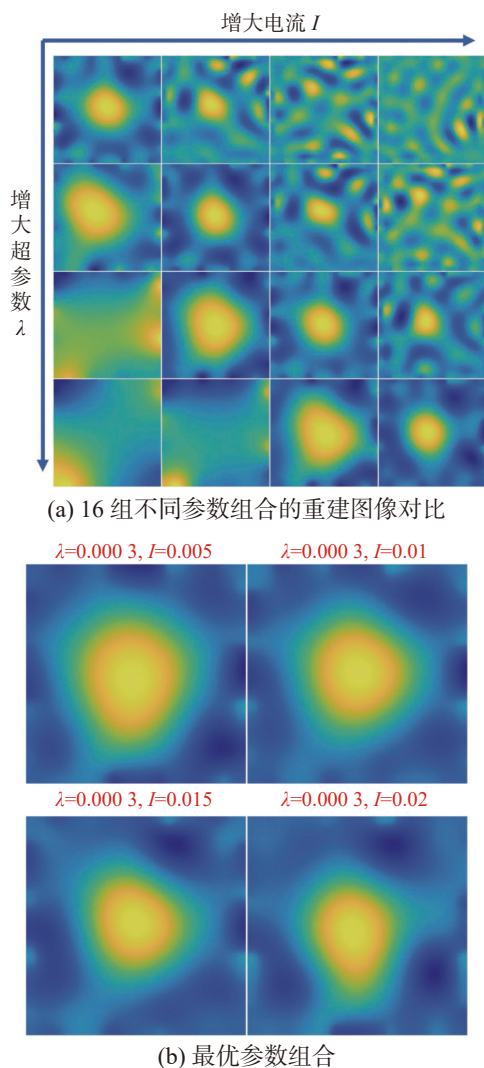 增大电流 I
增大超参数 λ
(a) 16 组不同参数组合的重建图像对比
λ=0.000 3, I=0.005
λ=0.000 3, I=0.01
λ=0.000 3, I=0.015
λ=0.000 3, I=0.02
(b) 最优参数组合